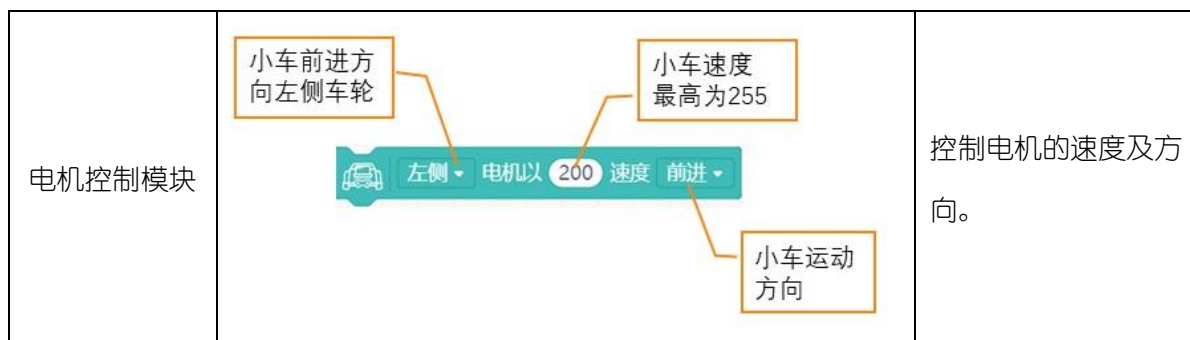 电机控制模块
小车前进方
向左侧车轮
小车速度
最高为255
左侧 电机以 200 速度 前进
小车运动
方向
控制电机的速度及方
向。